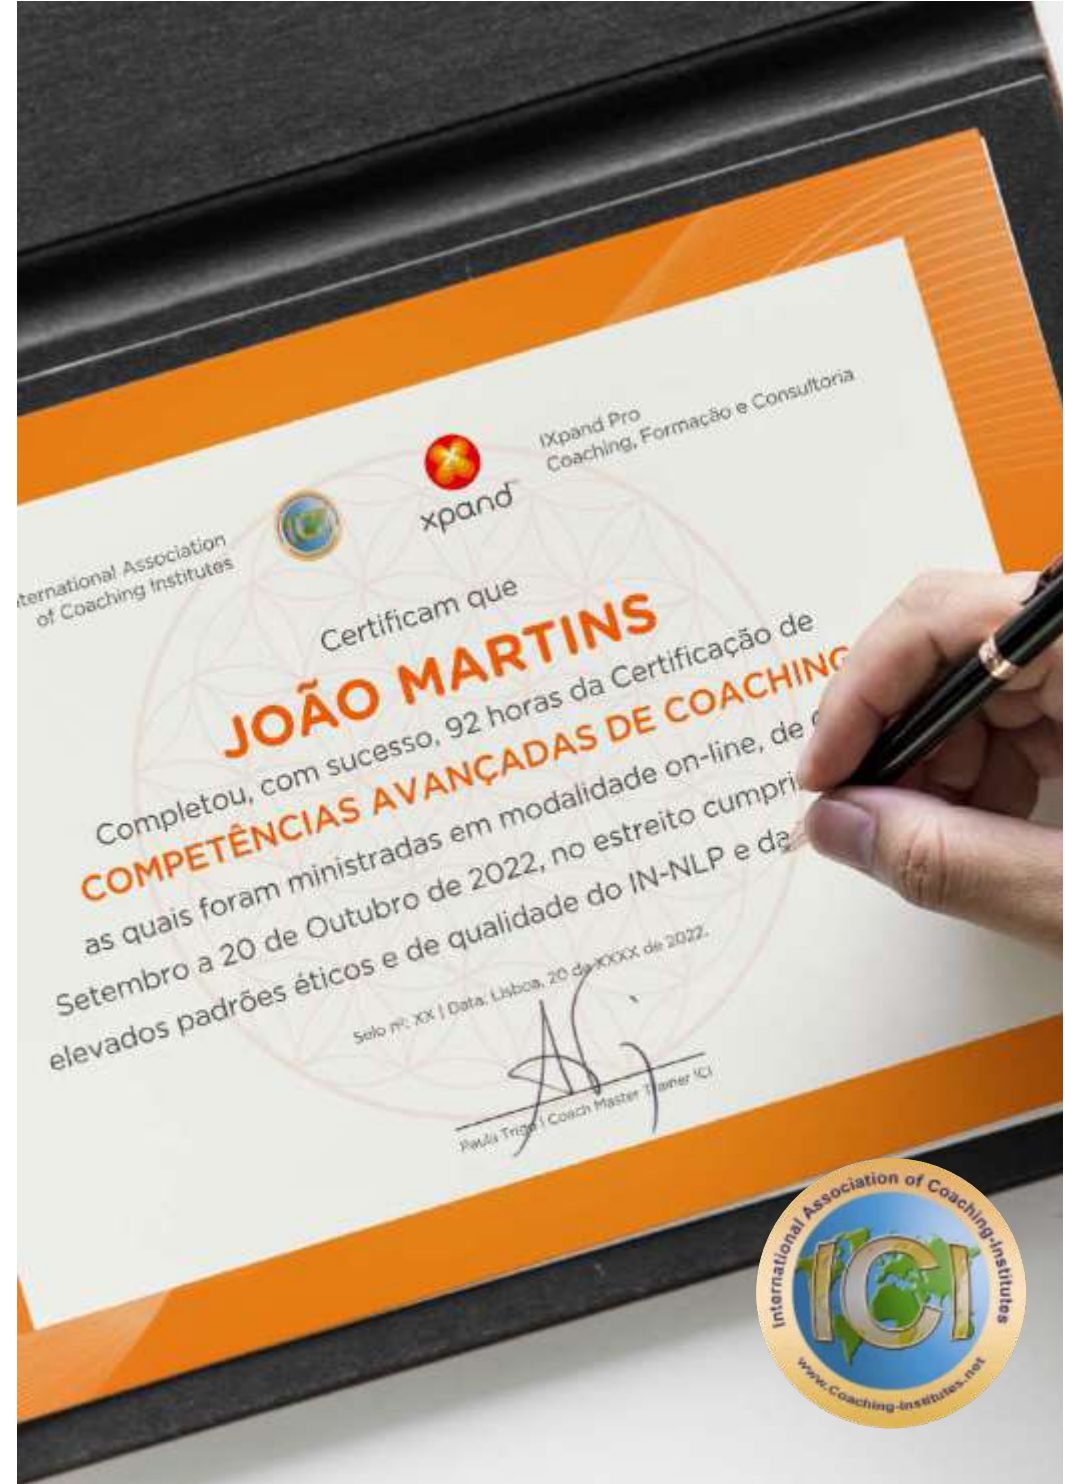 ternational Association
of Coaching Institutes
ICI
xpand
IXpand Pro
Coaching, Formação e Consultoria
Certificam que
JOÃO MARTINS
Completou, com sucesso, 92 horas da Certificação de
COMPETÊNCIAS AVANÇADAS DE COACHING
as quais foram ministradas em modalidade on-line, de
Setembro a 20 de Outubro de 2022, no estreito cumpri
elevados padrões éticos e de qualidade do IN-NLP e da
Selo nº: XX | Data: Lisboa, 20 de XXXX de 2022.
Paula Trigo | Coach Master Trainer ICI
International Association of Coaching-Institutes
ICI
www.Coaching-Institutes.net